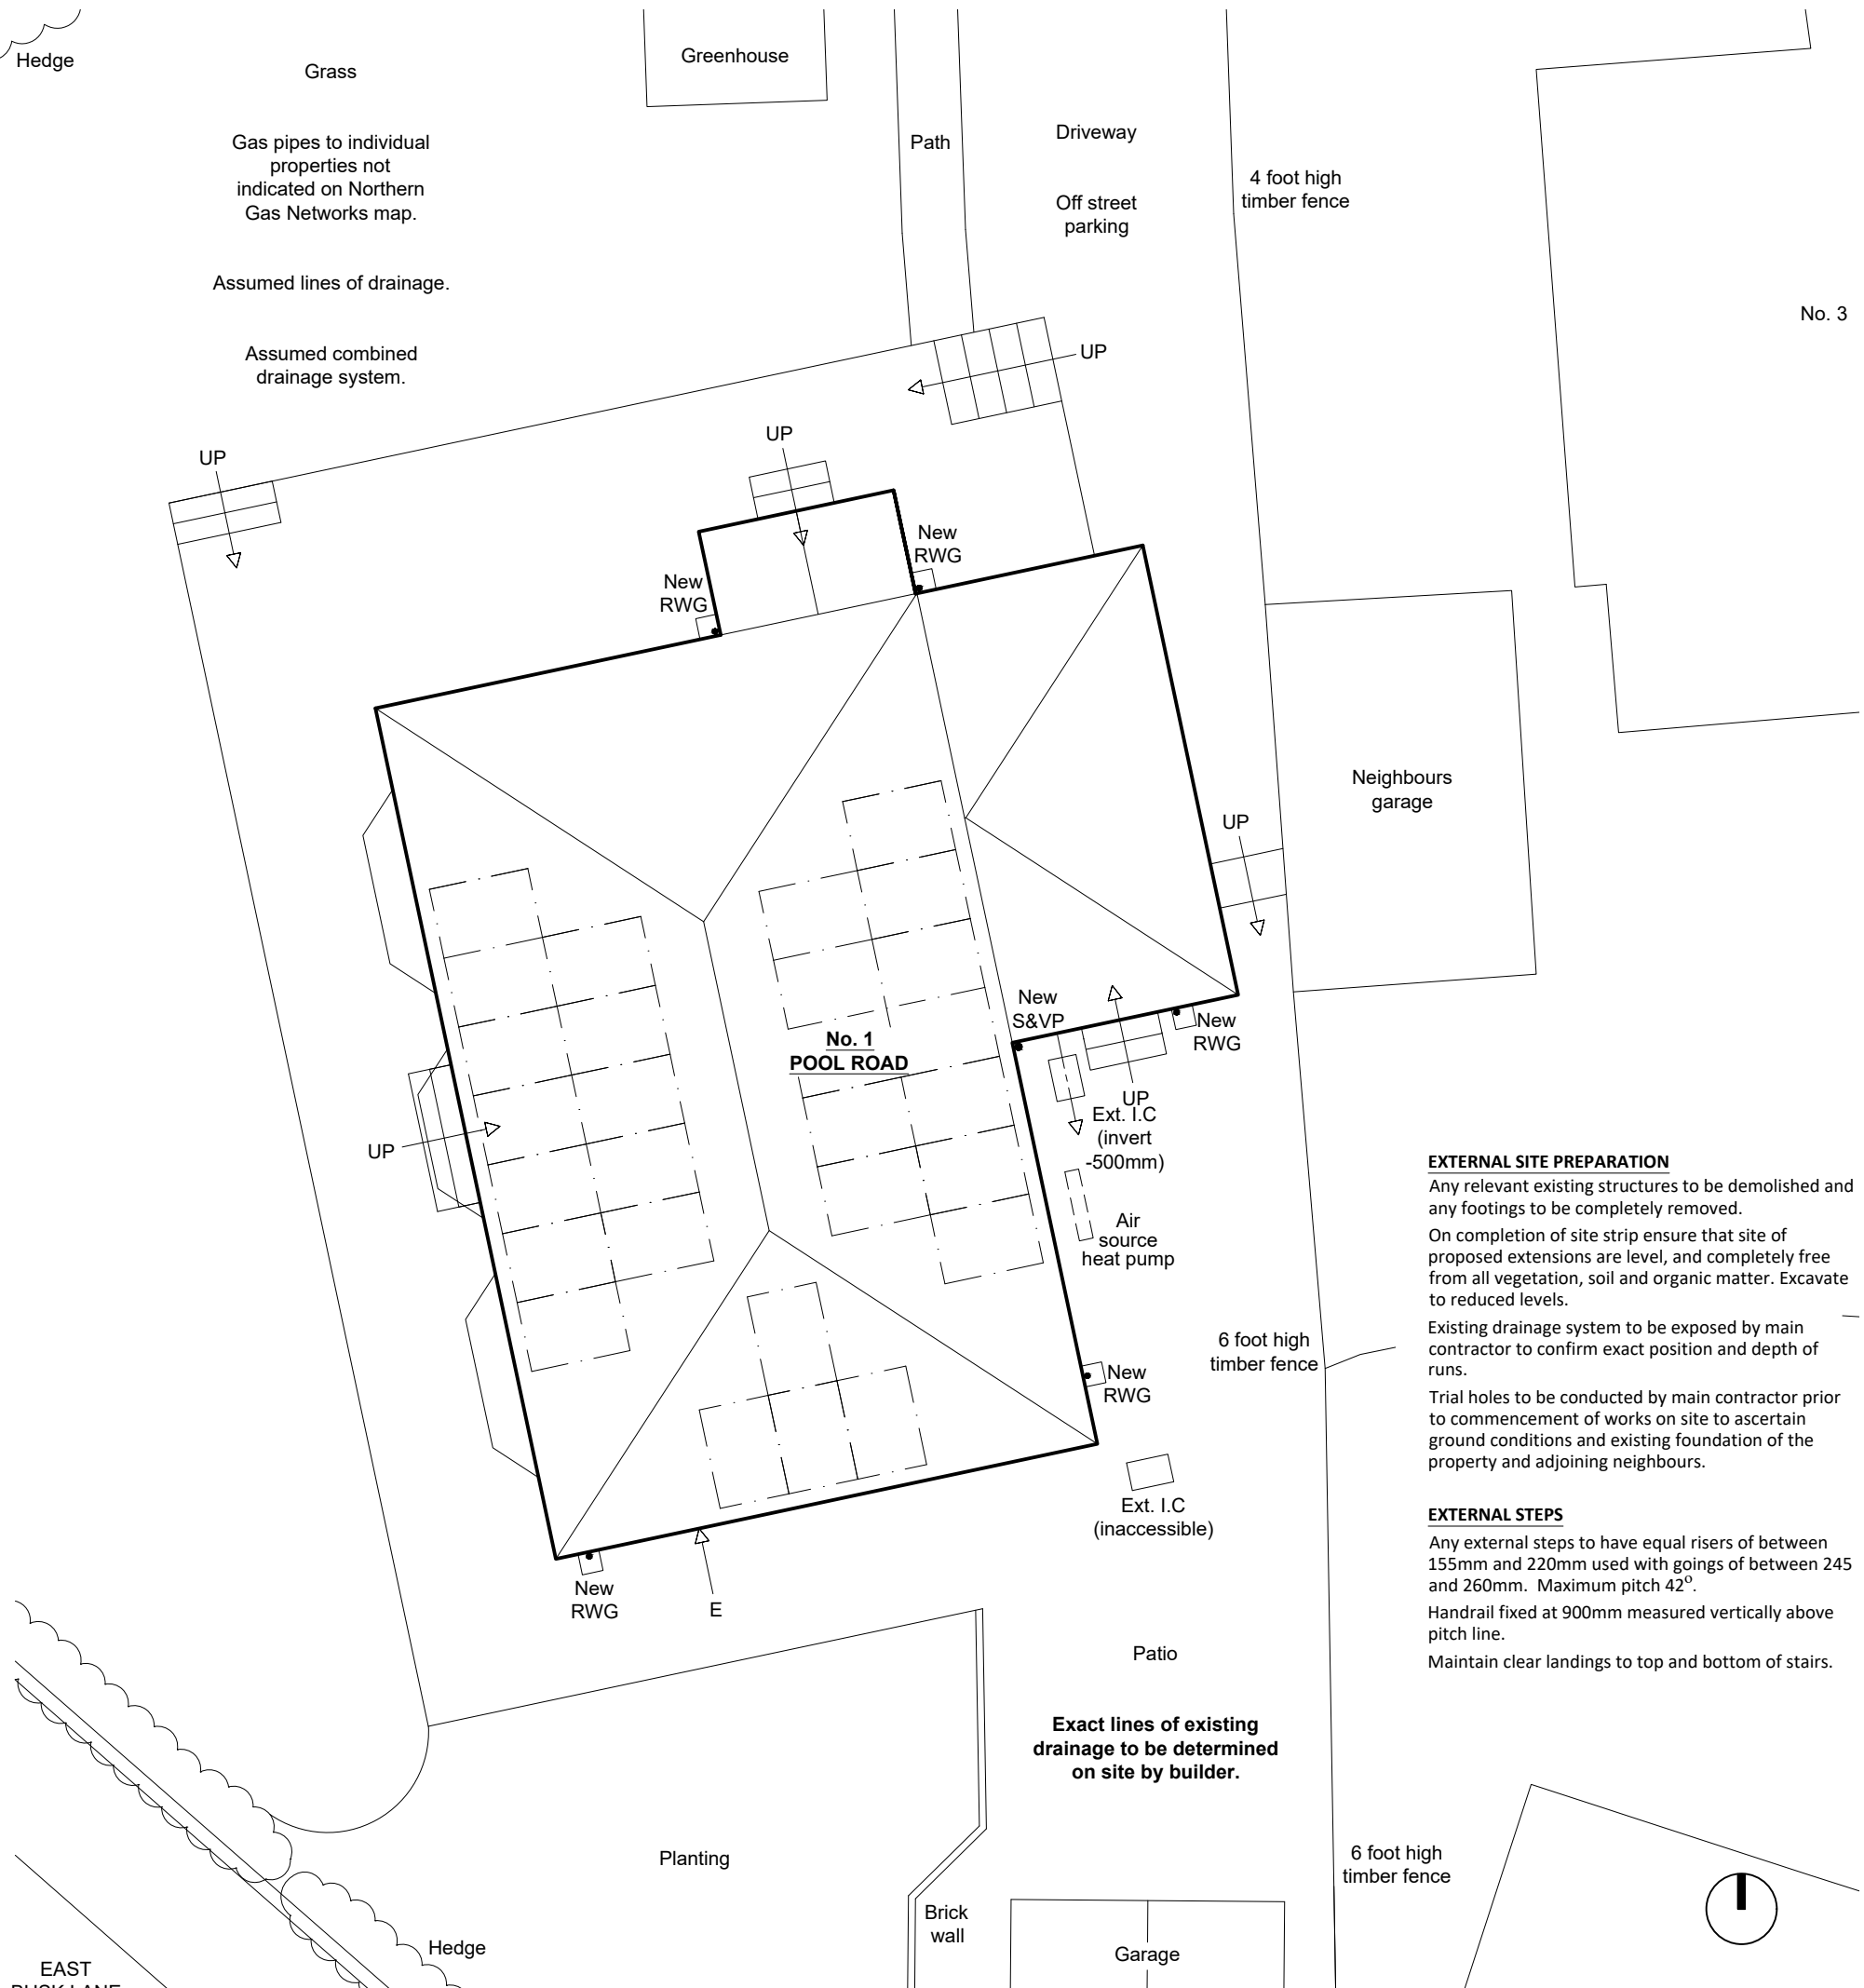 Hedge
Grass
Greenhouse
Gas pipes to individual
properties not
indicated on Northern
Gas Networks map.
Path
Driveway
4 foot high
timber fence
Off street
parking
Assumed lines of drainage.
No. 3
Assumed combined
drainage system.
UP
UP
UP
New
RWG
New
RWG
Neighbours
garage
UP
New
S&VP
New
RWG
No. 1
POOL ROAD
UP
UP
Ext. I.C
(invert
-500mm)
Air
source
heat pump
6 foot high
timber fence
New
RWG
Ext. I.C
(inaccessible)
New
RWG
E
EXTERNAL SITE PREPARATION
Any relevant existing structures to be demolished and
any footings to be completely removed.
On completion of site strip ensure that site of
proposed extensions are level, and completely free
from all vegetation, soil and organic matter. Excavate
to reduced levels.
Existing drainage system to be exposed by main
contractor to confirm exact position and depth of
runs.
Trial holes to be conducted by main contractor prior
to commencement of works on site to ascertain
ground conditions and existing foundation of the
property and adjoining neighbours.
EXTERNAL STEPS
Any external steps to have equal risers of between
155mm and 220mm used with goings of between 245
and 260mm. Maximum pitch 42º.
Handrail fixed at 900mm measured vertically above
pitch line.
Maintain clear landings to top and bottom of stairs.
Patio
Exact lines of existing
drainage to be determined
on site by builder.
Planting
6 foot high
timber fence
Brick
wall
Hedge
Garage
EAST
LANE